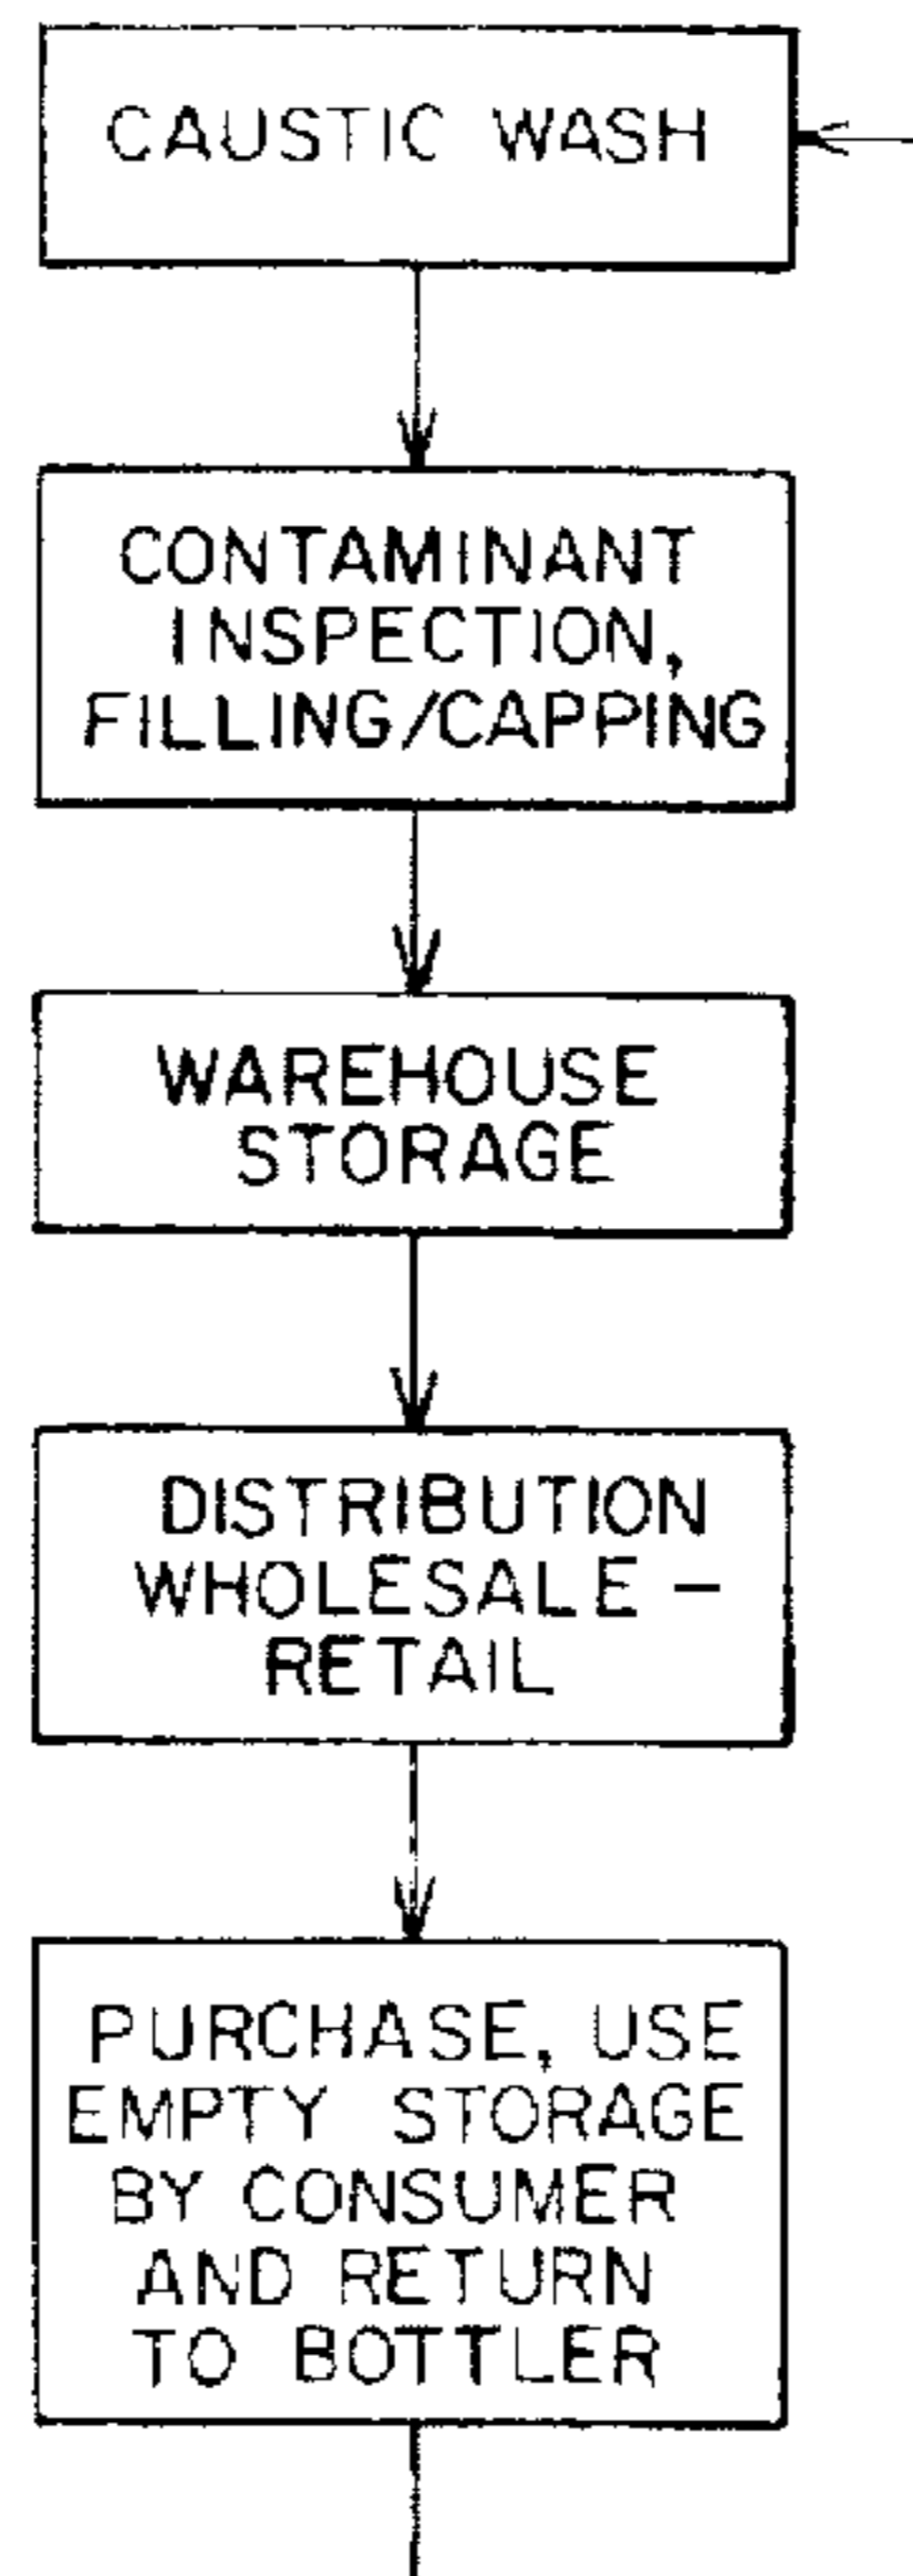 CAUSTIC WASH
CONTAMINANT
INSPECTION,
FILLING/CAPPING
WAREHOUSE
STORAGE
DISTRIBUTION
WHOLESALE –
RETAIL
PURCHASE, USE
EMPTY STORAGE
BY CONSUMER
AND RETURN
TO BOTTLER